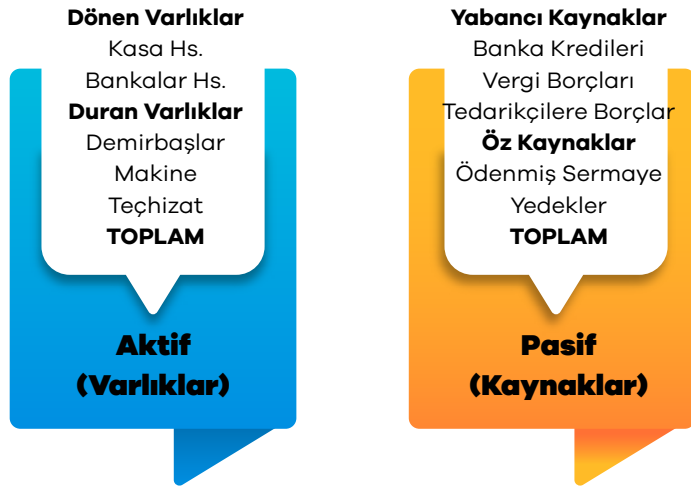 Dönen Varlıklar
Kasa Hs.
Bankalar Hs.
Duran Varlıklar
Demirbaşlar
Makine
Teçhizat
TOPLAM
Aktif
(Varlıklar)
Yabancı Kaynaklar
Banka Kredileri
Vergi Borçları
Tedarikçilere Borçlar
Öz Kaynaklar
Ödenmiş Sermaye
Yedekler
TOPLAM
Pasif
(Kaynaklar)